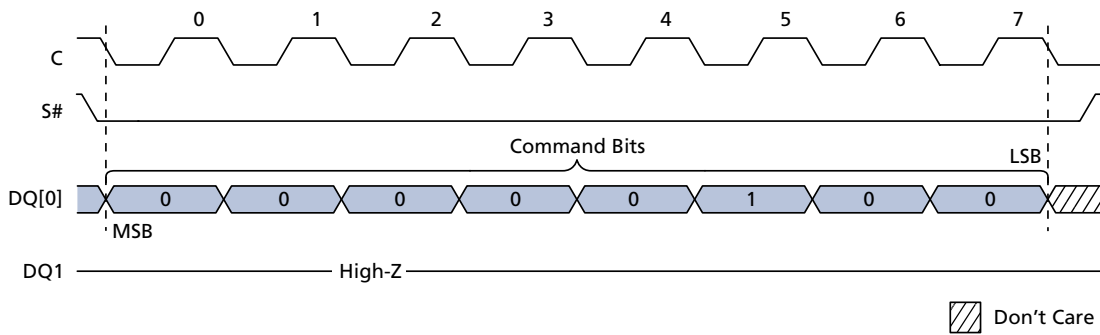 0 1 2 3 4 5 6 7
C
S#
Command Bits
LSB
DQ[0] 0 0 0 0 0 1 0 0
MSB
DQ1 High-Z
Don't Care